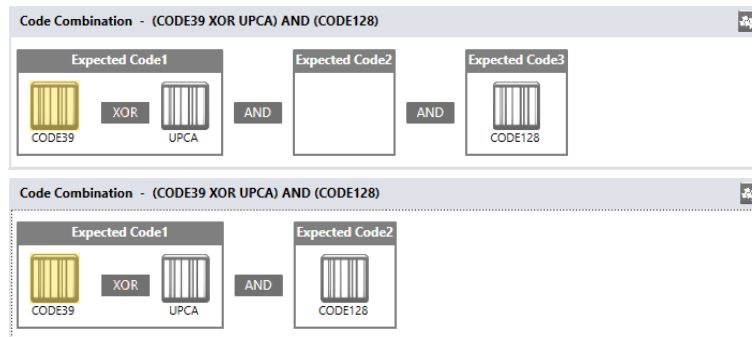 Code Combination - (CODE39 XOR UPCA) AND (CODE128)
Expected Code1 Expected Code2 Expected Code3
XOR AND AND
CODE39 UPCA CODE128
Code Combination - (CODE39 XOR UPCA) AND (CODE128)
Expected Code1 Expected Code2
XOR AND
CODE39 UPCA CODE128